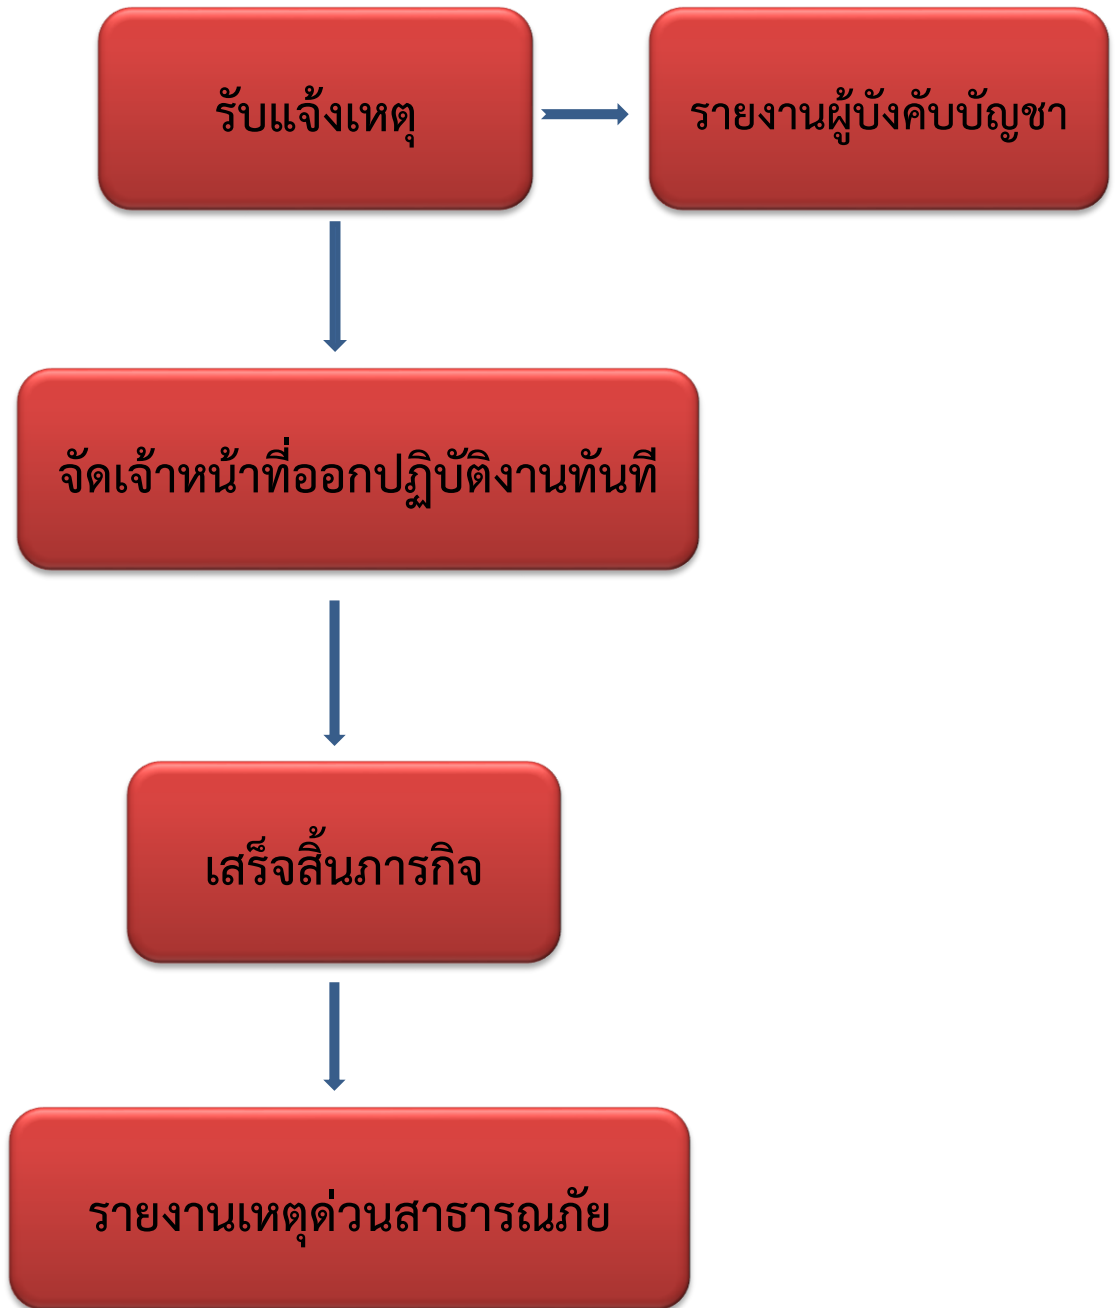 รับแจ้งเหตุ
รายงานผู้บังคับบัญชา
จัดเจ้าหน้าที่ออกปฏิบัติงานทันที
เสร็จสิ้นภารกิจ
รายงานเหตุด่วนสาธารณภัย